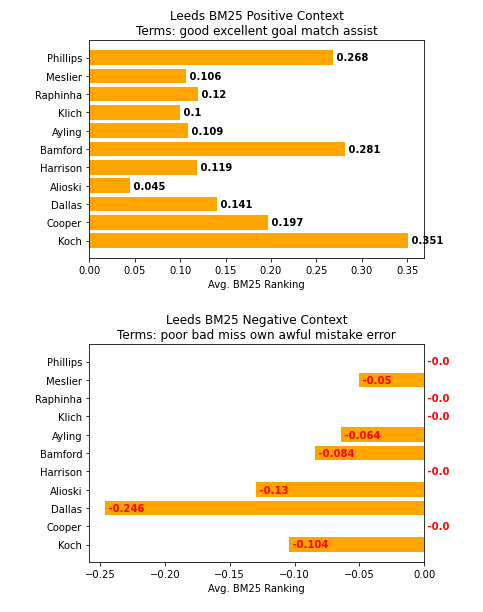 Leeds BM25 Positive Context
Terms: good excellent goal match assist
Phillips 0.268
Meslier 0.106
Raphinha 0.12
Klich 0.1
Ayling 0.109
Bamford 0.281
Harrison 0.119
Alioski 0.045
Dallas 0.141
Cooper 0.197
Koch 0.351
0.00 0.05 0.10 0.15 0.20 0.25 0.30 0.35
Avg. BM25 Ranking
Leeds BM25 Negative Context
Terms: poor bad miss own awful mistake error
Phillips -0.0
Meslier -0.05
Raphinha -0.0
Klich -0.0
Ayling -0.064
Bamford -0.084
Harrison -0.0
Alioski -0.13
Dallas -0.246
Cooper -0.0
Koch -0.104
−0.25 −0.20 −0.15 −0.10 −0.05 0.00
Avg. BM25 Ranking